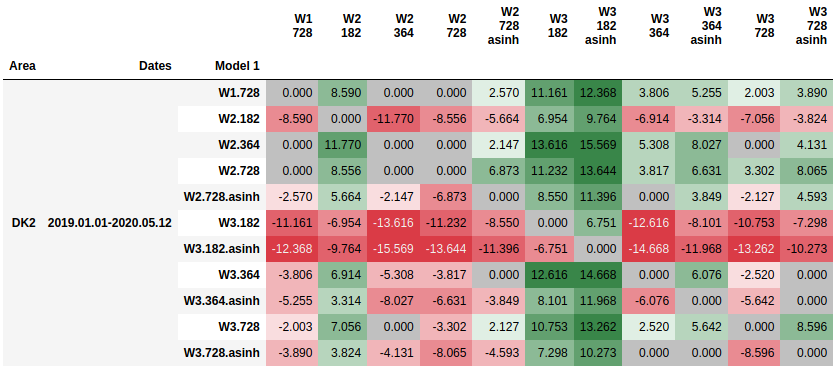 W1 728 W2 182 W2 364 W2 728 W2 728 asinh W3 182 W3 182 asinh W3 364 W3 364 asinh W3 728 W3 728 asinh
Area Dates Model 1
W1.728 0.000 8.590 0.000 0.000 2.570 11.161 12.368 3.806 5.255 2.003 3.890
W2.182 -8.590 0.000 -11.770 -8.556 -5.664 6.954 9.764 -6.914 -3.314 -7.056 -3.824
W2.364 0.000 11.770 0.000 0.000 2.147 13.616 15.569 5.308 8.027 0.000 4.131
W2.728 0.000 8.556 0.000 0.000 6.873 11.232 13.644 3.817 6.631 3.302 8.065
W2.728.asinh -2.570 5.664 -2.147 -6.873 0.000 8.550 11.396 0.000 3.849 -2.127 4.593
DK2 2019.01.01-2020.05.12 W3.182 -11.161 -6.954 -13.616 -11.232 -8.550 0.000 6.751 -12.616 -8.101 -10.753 -7.298
W3.182.asinh -12.368 -9.764 -15.569 -13.644 -11.396 -6.751 0.000 -14.668 -11.968 -13.262 -10.273
W3.364 -3.806 6.914 -5.308 -3.817 0.000 12.616 14.668 0.000 6.076 -2.520 0.000
W3.364.asinh -5.255 3.314 -8.027 -6.631 -3.849 8.101 11.968 -6.076 0.000 -5.642 0.000
W3.728 -2.003 7.056 0.000 -3.302 2.127 10.753 13.262 2.520 5.642 0.000 8.596
W3.728.asinh -3.890 3.824 -4.131 -8.065 -4.593 7.298 10.273 0.000 0.000 -8.596 0.000